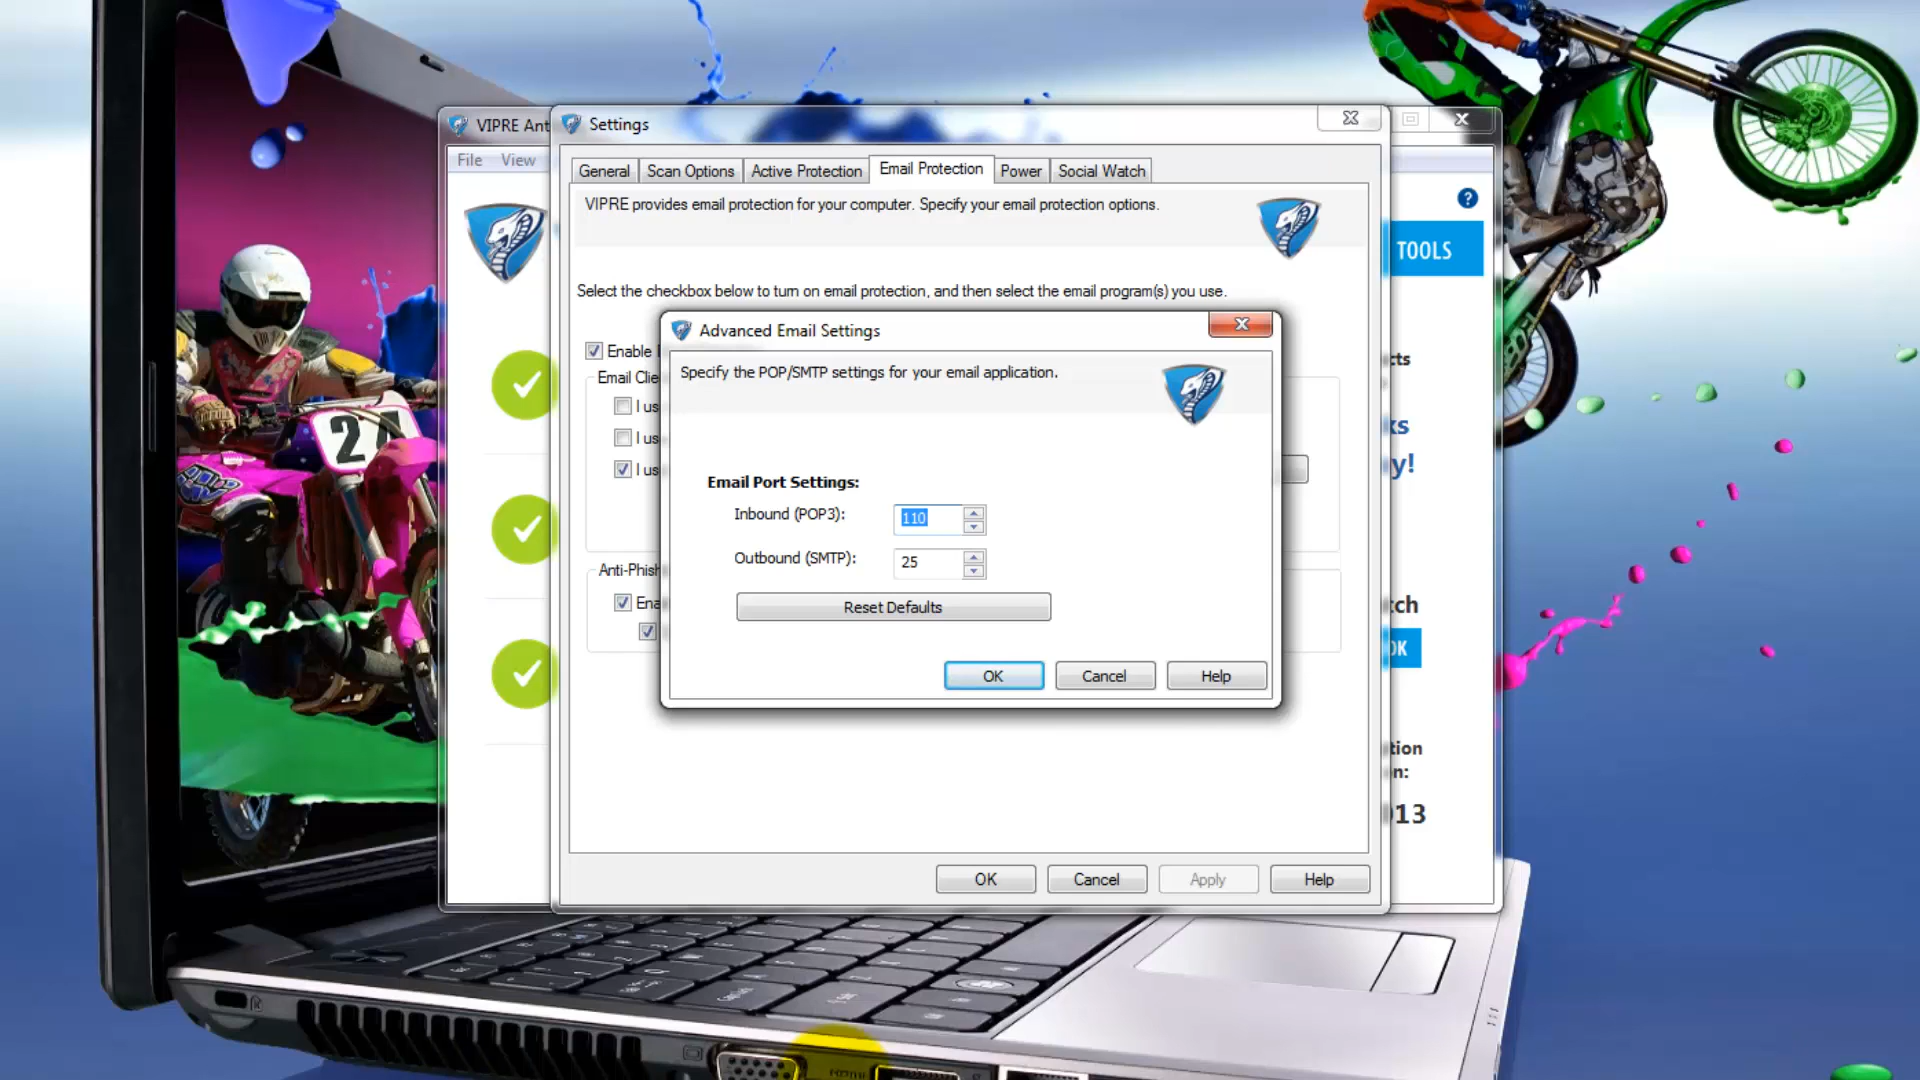 VIPRE Ant
Settings
File View
General Scan Options Active Protection Email Protection Power Social Watch
VIPRE provides email protection for your computer. Specify your email protection options.
TOOLS
Select the checkbox below to turn on email protection, and then select the email program(s) you use.
Advanced Email Settings
Enable
Specify the POP/SMTP settings for your email application.
Email Clie
I us
I us
I us
Email Port Settings:
Inbound (POP3): 110
Outbound (SMTP): 25
Anti-Phish
Ena
Reset Defaults
OK Cancel Help
cts
ks
y!
tch
OK
tion
n:
013
OK Cancel Apply Help
24